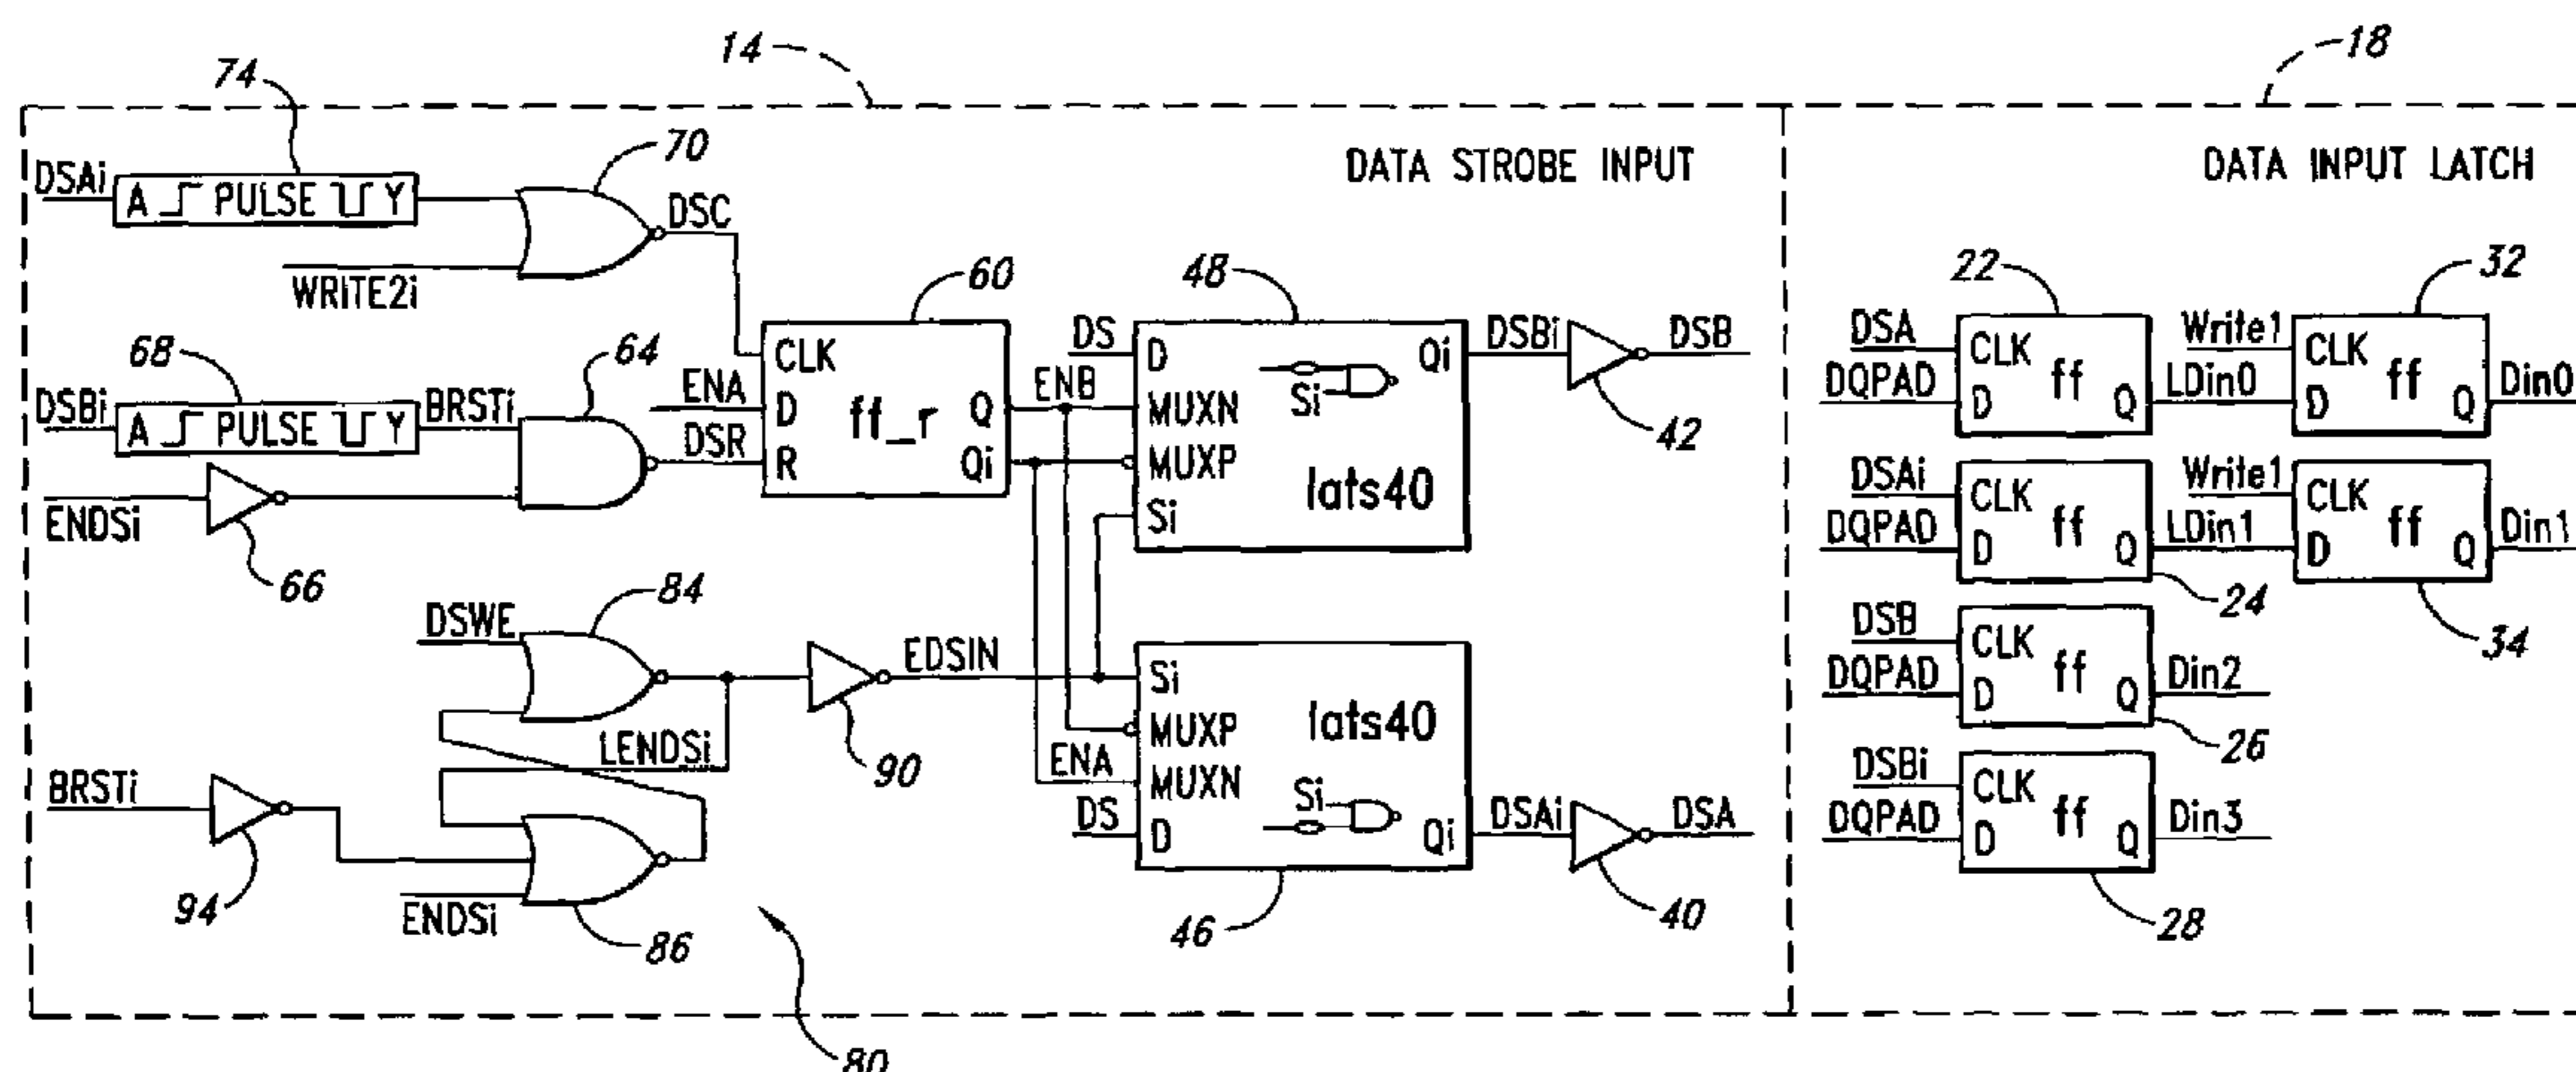 14
18
74
DSAi
A PULSE Y
70
DSC
WRITE2i
DATA STROBE INPUT
DATA INPUT LATCH
68
DSBi
A PULSE Y
BRSTi
64
ENDSi
66
DSR
ENA
60
CLK
D
R
ff_r
Q
Qi
ENB
48
DS
D
MUXN
MUXP
Si
Si
Qi
lats40
DSBi
42
DSB
DSWE
84
LENDSi
90
EDSIN
BRSTi
94
ENDSi
86
80
ENA
DS
Si
MUXP
MUXN
D
lats40
Si
Qi
46
DSAi
40
DSA
22
DSA
DQPAD
CLK
D
ff
Q
LDin0
32
Write1
CLK
D
ff
Q
Din0
DSAi
DQPAD
CLK
D
ff
Q
24
LDin1
Write1
CLK
D
ff
Q
34
Din1
DSB
DQPAD
CLK
D
ff
Q
26
Din2
DSBi
DQPAD
CLK
D
ff
Q
28
Din3